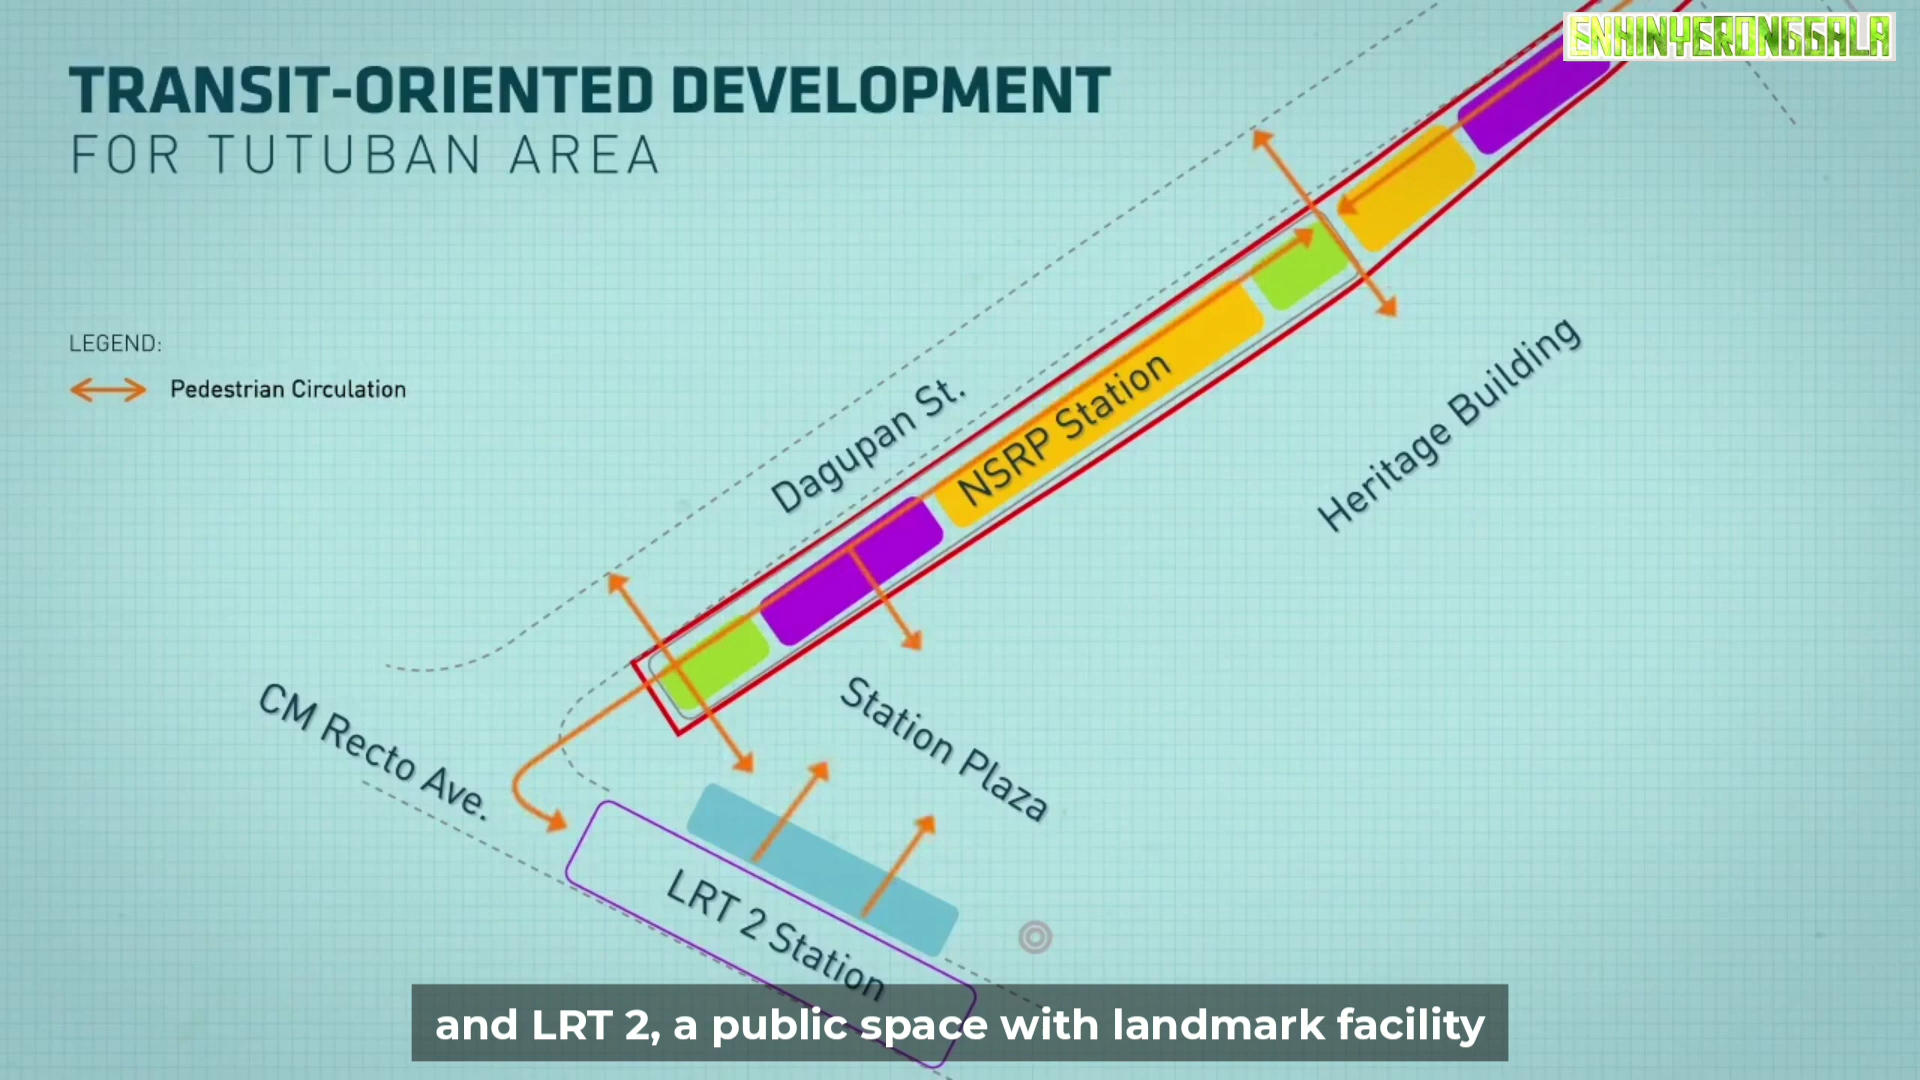 ENHINYERONGGALA
TRANSIT-ORIENTED DEVELOPMENT
FOR TUTUBAN AREA
LEGEND:
Pedestrian Circulation
Dagupan St.
NSRP Station
Heritage Building
CM Recto Ave.
Station Plaza
LRT 2 Station
and LRT 2, a public space with landmark facility